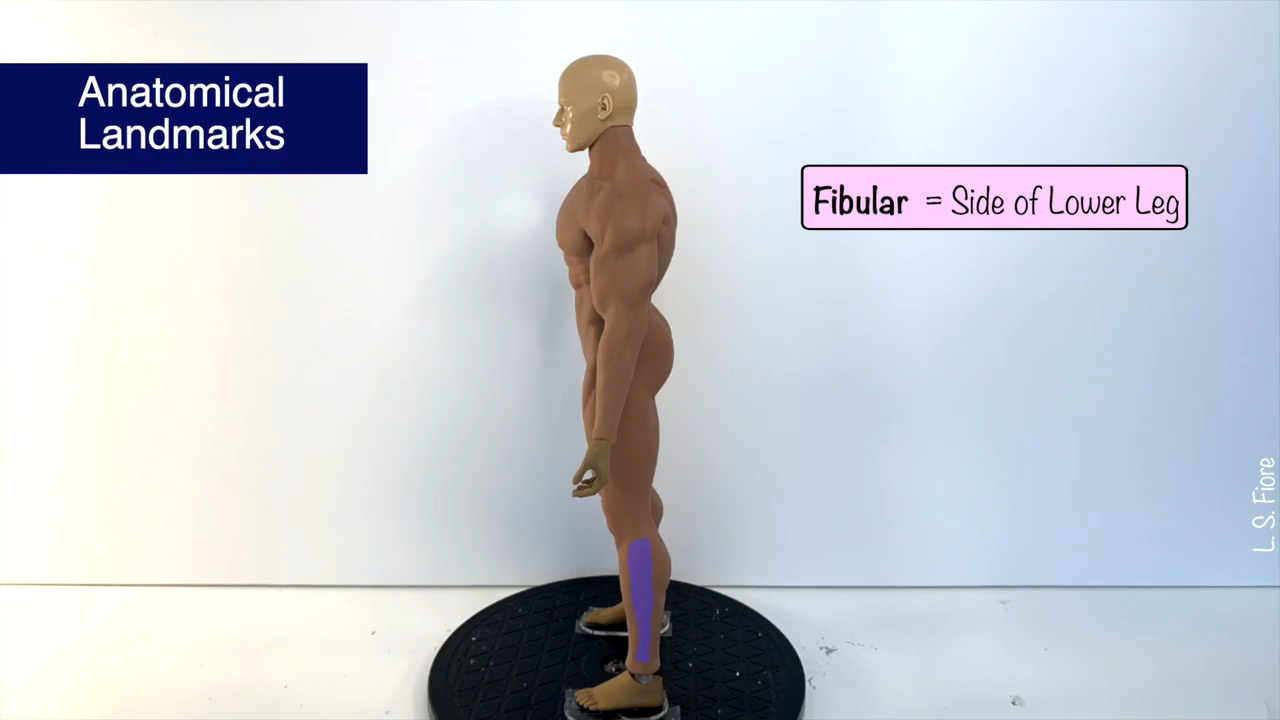 Anatomical
Landmarks
Fibular = Side of Lower Leg
L. S. Fiore